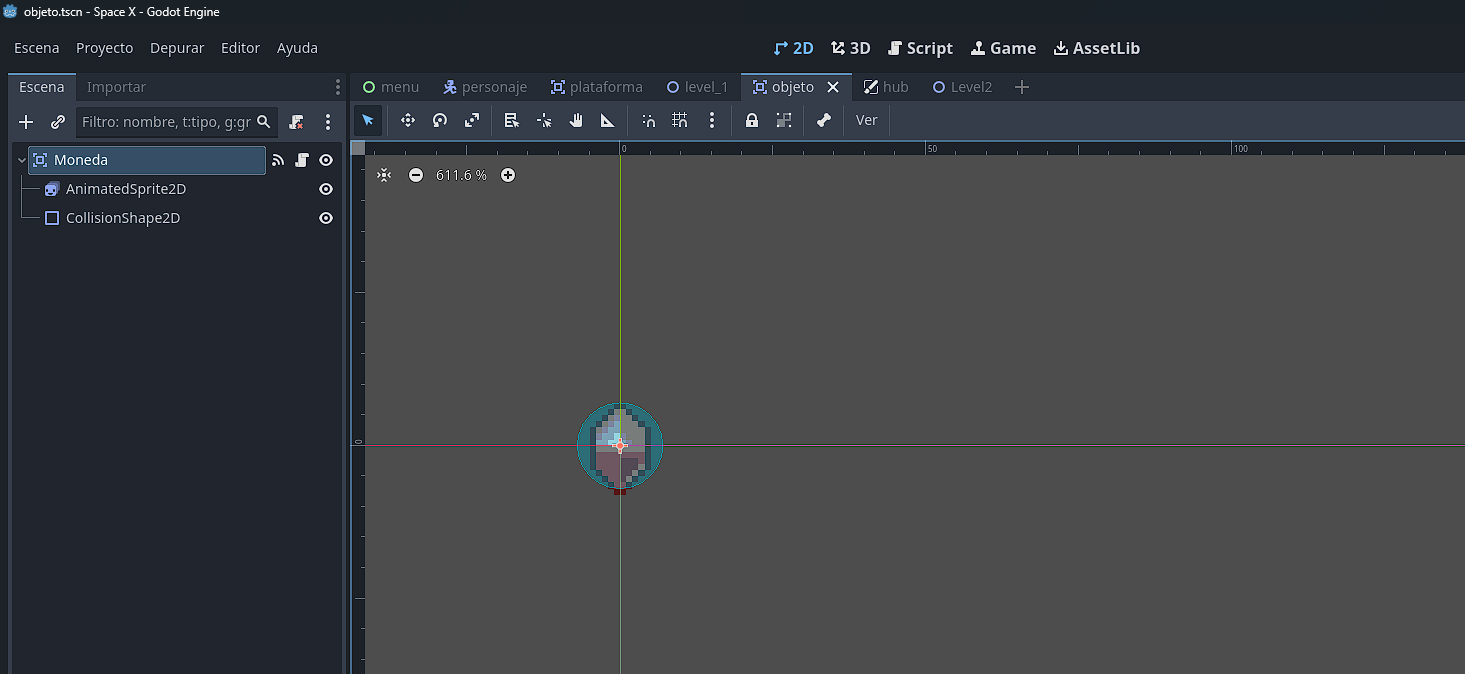 objeto.tscn - Space X - Godot Engine
Escena Proyecto Depurar Editor Ayuda
2D 3D Script Game AssetLib
Escena Importar
menu personaje plataforma level_1 objeto hub Level2
Filtro: nombre, t:tipo, g:gr
Ver
0 50 100
Moneda
611.6 %
AnimatedSprite2D
CollisionShape2D
0